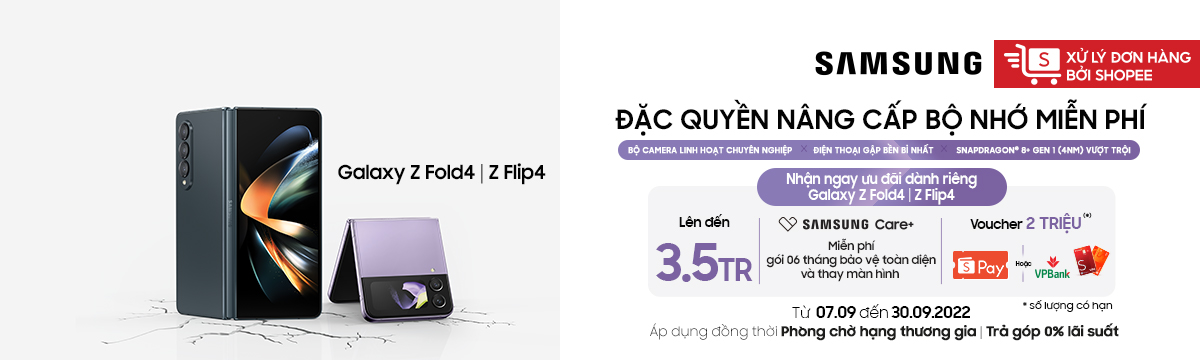 SAMSUNG
S
XỬ LÝ ĐƠN HÀNG
BỞI SHOPEE
ĐẶC QUYỀN NÂNG CẤP BỘ NHỚ MIỄN PHÍ
BỘ CAMERA LINH HOẠT CHUYÊN NGHIỆP × ĐIỆN THOẠI GẬP BỀN BỈ NHẤT × SNAPDRAGON® 8+ GEN 1 (4NM) VƯỢT TRỘI
Galaxy Z Fold4 | Z Flip4
Nhận ngay ưu đãi dành riêng
Galaxy Z Fold4 | Z Flip4
Lên đến
3.5TR
SAMSUNG Care+
Miễn phí
gói 06 tháng bảo vệ toàn diện
và thay màn hình
Voucher 2 TRIỆU(*)
S Pay
Hoặc
VPBank
S
* số lượng có hạn
Từ 07.09 đến 30.09.2022
Áp dụng đồng thời Phòng chờ hạng thương gia | Trả góp 0% lãi suất